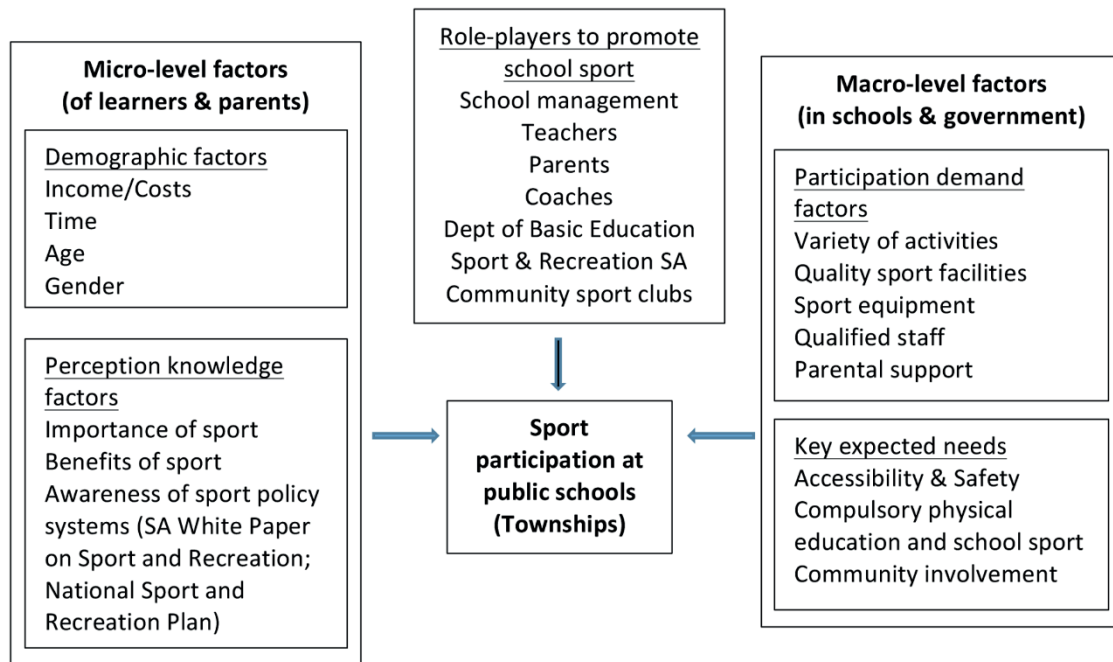 Micro-level factors
(of learners & parents)
Demographic factors
Income/Costs
Time
Age
Gender
Perception knowledge
factors
Importance of sport
Benefits of sport
Awareness of sport policy
systems (SA White Paper
on Sport and Recreation;
National Sport and
Recreation Plan)
Role-players to promote
school sport
School management
Teachers
Parents
Coaches
Dept of Basic Education
Sport & Recreation SA
Community sport clubs
Sport
participation at
public schools
(Townships)
Macro-level factors
(in schools & government)
Participation demand
factors
Variety of activities
Quality sport facilities
Sport equipment
Qualified staff
Parental support
Key expected needs
Accessibility & Safety
Compulsory physical
education and school sport
Community involvement